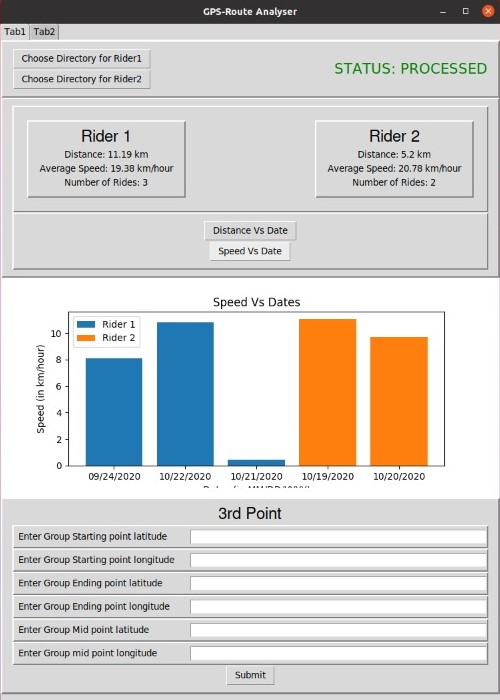 GPS-Route Analyser
Tab1 Tab2
Choose Directory for Rider1
Choose Directory for Rider2
STATUS: PROCESSED
Rider 1
Distance: 11.19 km
Average Speed: 19.38 km/hour
Number of Rides: 3
Rider 2
Distance: 5.2 km
Average Speed: 20.78 km/hour
Number of Rides: 2
Distance Vs Date
Speed Vs Date
Speed Vs Dates
Rider 1
Rider 2
Speed (in km/hour)
10
8
6
4
2
0
09/24/2020 10/22/2020 10/21/2020 10/19/2020 10/20/2020
3rd Point
Enter Group Starting point latitude
Enter Group Starting point longitude
Enter Group Ending point latitude
Enter Group Ending point longitude
Enter Group Mid point latitude
Enter Group mid point longitude
Submit